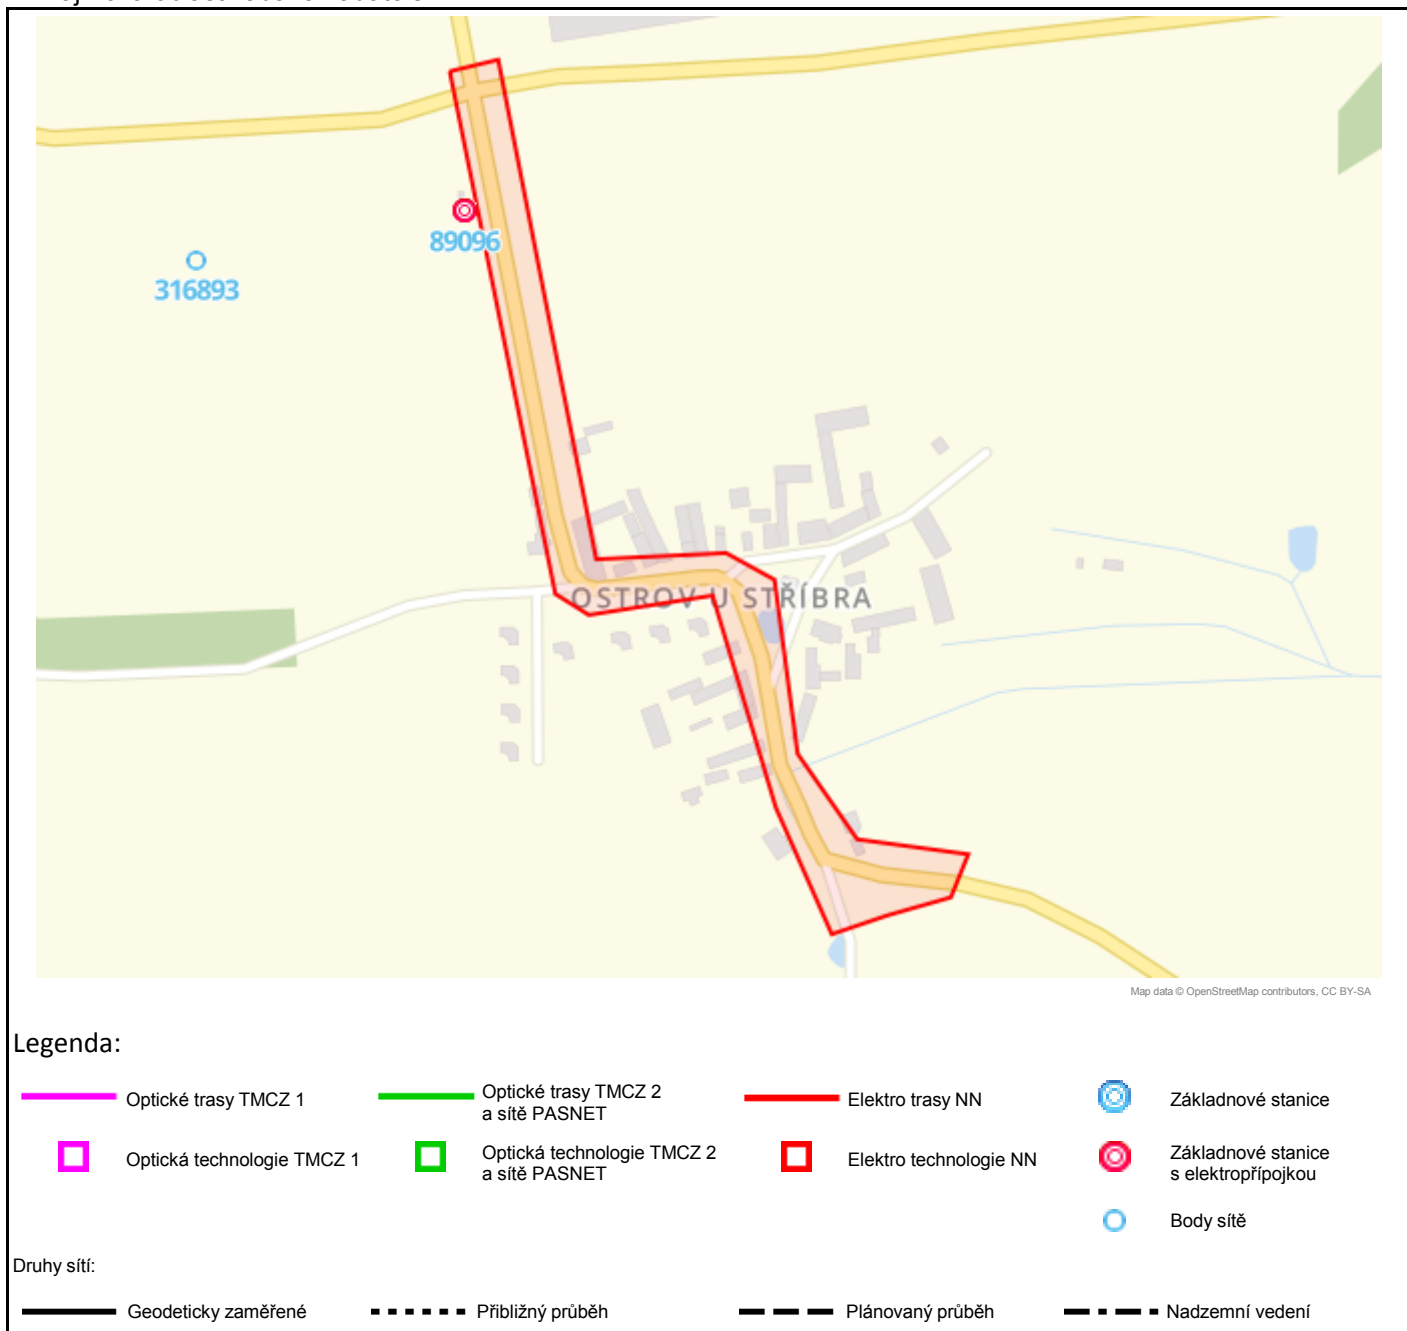 89096
316893
OSTROV U STŘÍBRA
Map data © OpenStreetMap contributors, CC BY-SA
Legenda:
Optické trasy TMCZ 1
Optické trasy TMCZ 2
a sítě PASNET
Elektro trasy NN
Základnové stanice
Optická technologie TMCZ 1
Optická technologie TMCZ 2
a sítě PASNET
Elektro technologie NN
Základnové stanice
s elektropřípojkou
Body sítě
Druhy sítí:
Geodeticky zaměřené
Přibližný průběh
Plánovaný průběh
Nadzemní vedení